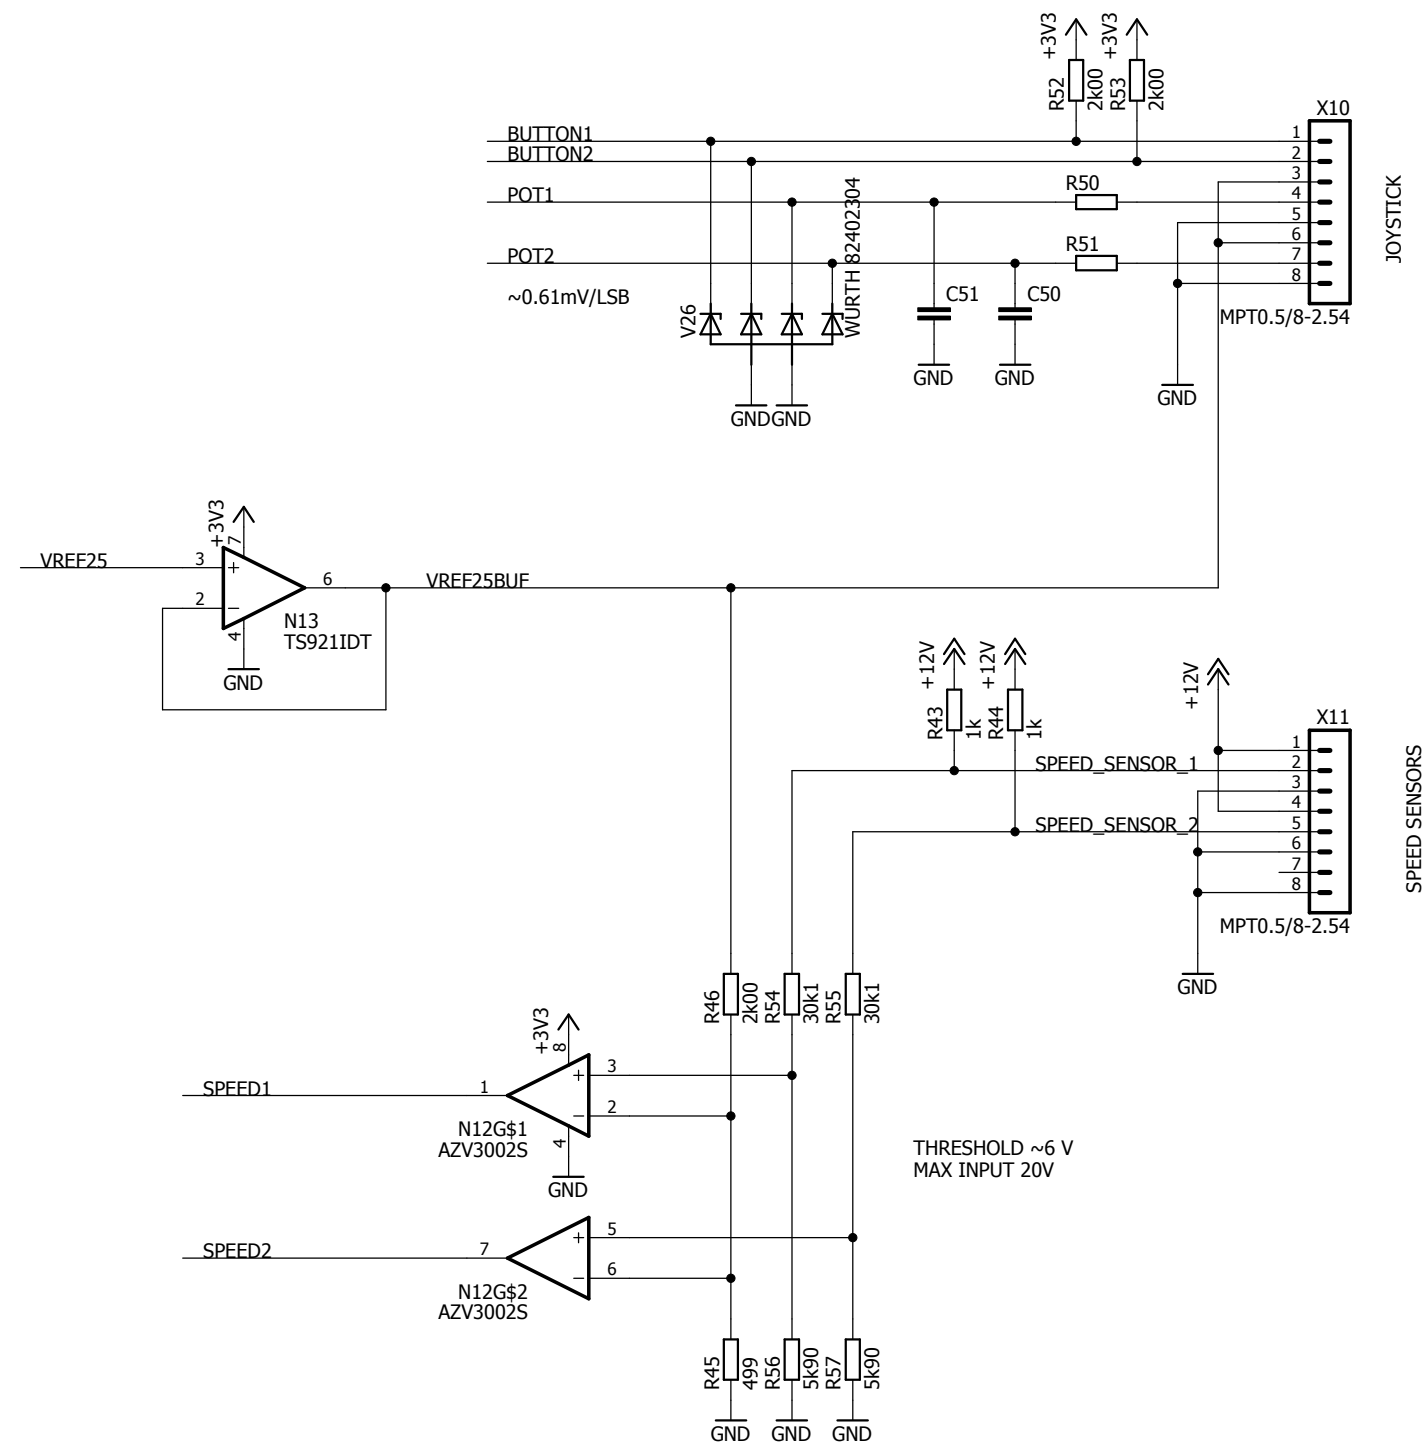 +3V3
+3V3
R52
2k00
R53
2k00
X10
BUTTON1
BUTTON2
POT1
POT2
~0.61mV/LSB
R50
R51
1
2
3
4
5
6
7
8
JOYSTICK
MPT0.5/8-2.54
V26
WURTH 82402304
C51
C50
GND
GND
GND
GND
GND
+3V3
7
VREF25
3
+
2
−
6
VREF25BUF
4
N13
TS921IDT
GND
+12V
+12V
+12V
R43
1k
R44
1k
X11
SPEED_SENSOR_1
SPEED_SENSOR_2
1
2
3
4
5
6
7
8
SPEED SENSORS
MPT0.5/8-2.54
GND
R46
2k00
R54
30k1
R55
30k1
+3V3
8
SPEED1
1
+
3
−
2
4
N12G$1
AZV3002S
GND
THRESHOLD ~6 V
MAX INPUT 20V
SPEED2
7
+
5
−
6
N12G$2
AZV3002S
R45
499
R56
5k90
R57
5k90
GND
GND
GND